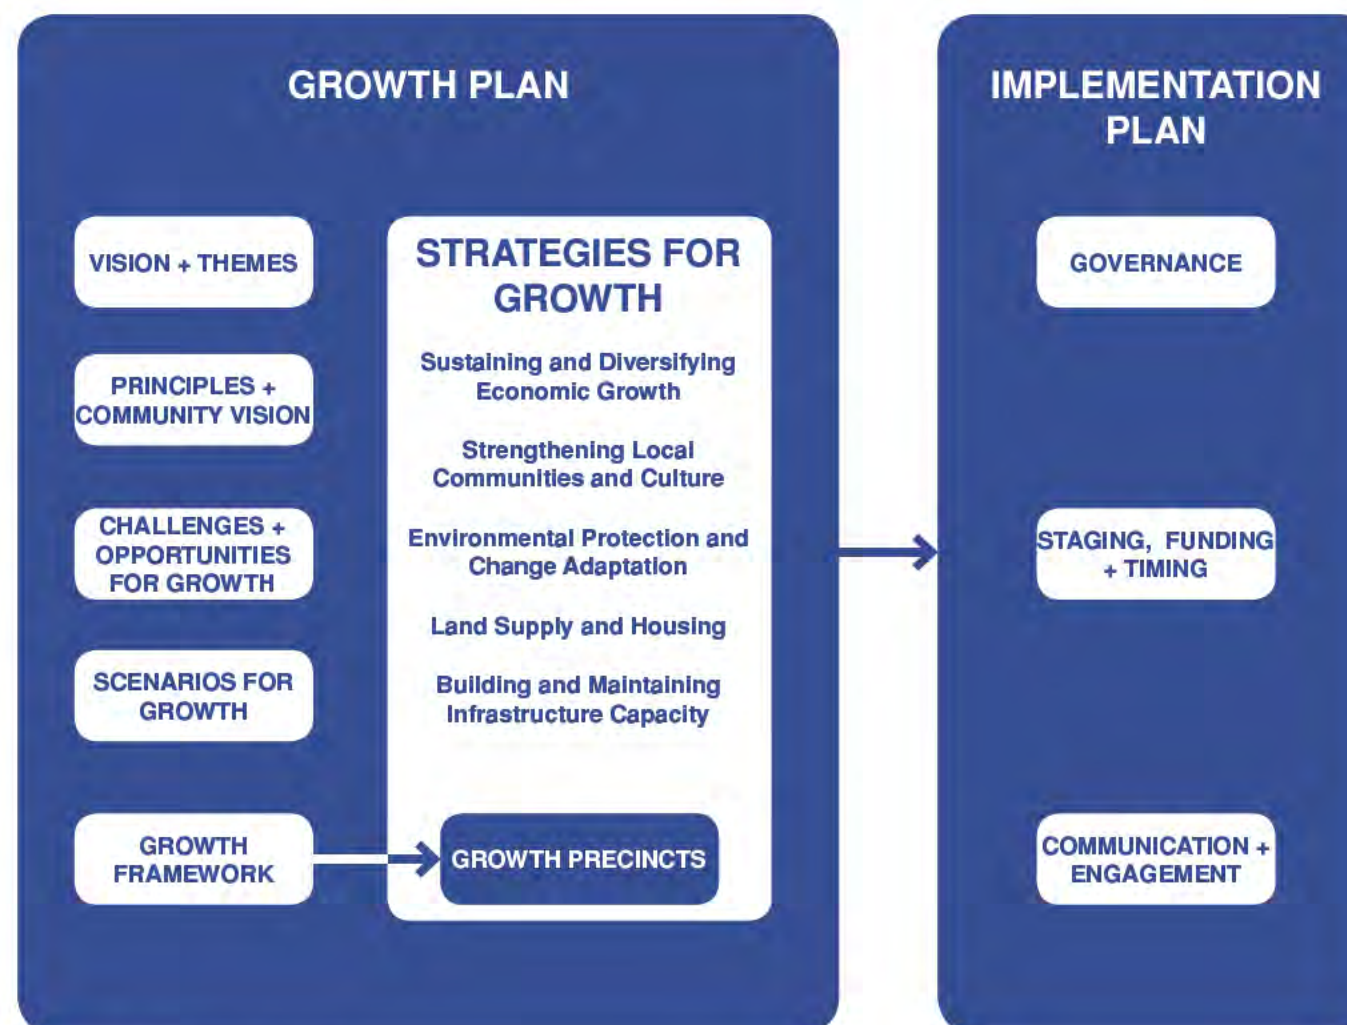 GROWTH PLAN
VISION + THEMES
PRINCIPLES +
COMMUNITY VISION
CHALLENGES +
OPPORTUNITIES
FOR GROWTH
SCENARIOS FOR
GROWTH
GROWTH
FRAMEWORK
STRATEGIES FOR
GROWTH
Sustaining and Diversifying
Economic Growth
Strengthening Local
Communities and Culture
Environmental Protection and
Change Adaptation
Land Supply and Housing
Building and Maintaining
Infrastructure Capacity
GROWTH PRECINCTS
IMPLEMENTATION
PLAN
GOVERNANCE
STAGING, FUNDING
+ TIMING
COMMUNICATION +
ENGAGEMENT